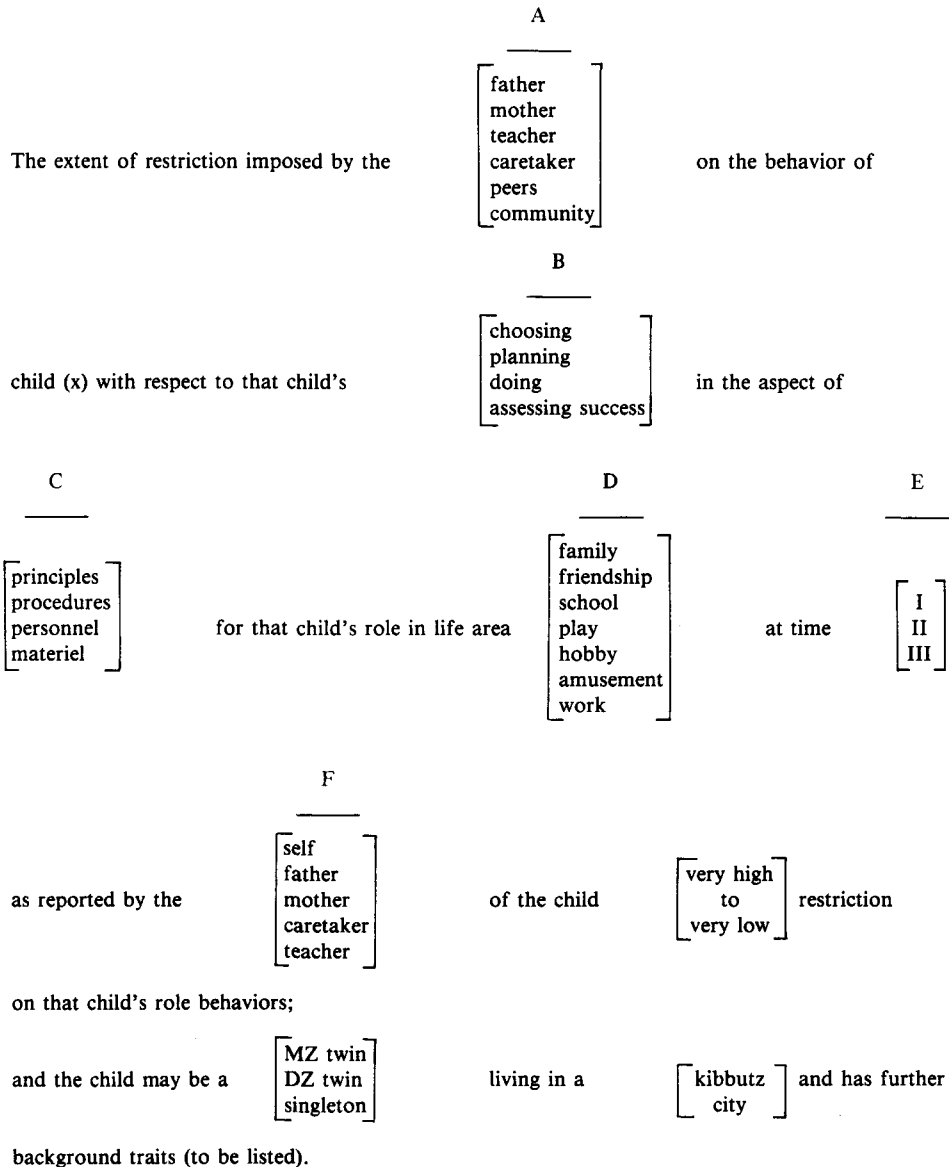 A
father
mother
teacher
The extent of restriction imposed by the caretaker on the behavior of
peers
community
B
choosing
planning
child (x) with respect to that child's doing in the aspect of
assessing success
C D E
family
principles friendship I
procedures school
personnel for that child's role in life area play at time II
materiel hobby III
amusement
work
F
self
father very high
as reported by the mother of the child to restriction
caretaker very low
teacher
on that child's role behaviors;
MZ twin
and the child may be a DZ twin living in a kibbutz and has further
singleton city
background traits (to be listed).